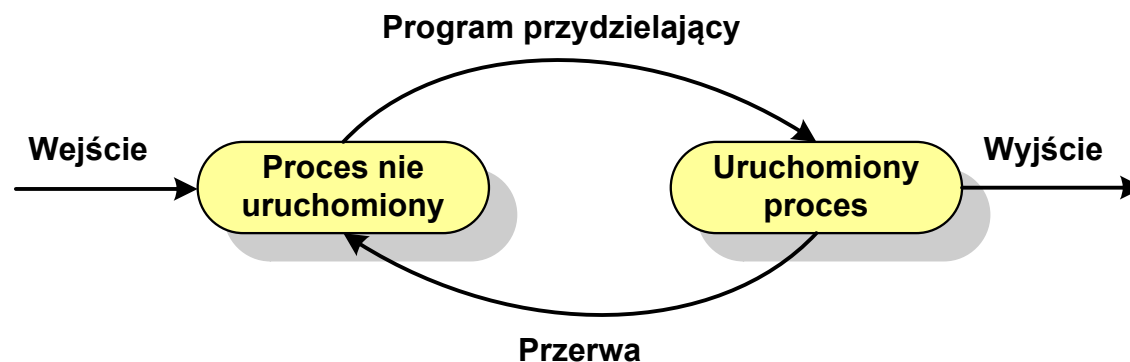 Program przydzielający
Wejście
Proces nie
uruchomiony
Uruchomiony
proces
Wyjście
Przerwa